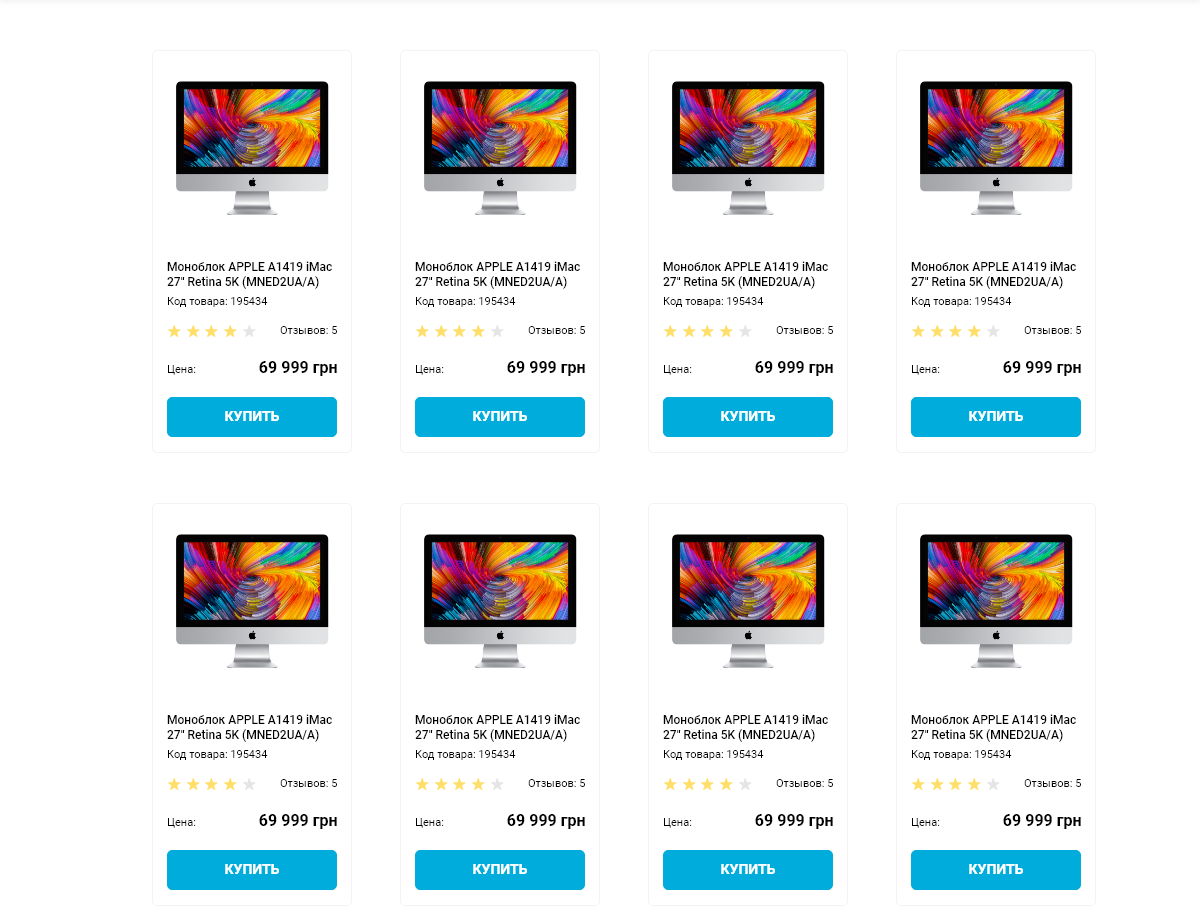 Моноблок APPLE A1419 iMac
27" Retina 5K (MNED2UA/A)
Код товара: 195434
Отзывов: 5
Цена: 69 999 грн
КУПИТЬ
Моноблок APPLE A1419 iMac
27" Retina 5K (MNED2UA/A)
Код товара: 195434
Отзывов: 5
Цена: 69 999 грн
КУПИТЬ
Моноблок APPLE A1419 iMac
27" Retina 5K (MNED2UA/A)
Код товара: 195434
Отзывов: 5
Цена: 69 999 грн
КУПИТЬ
Моноблок APPLE A1419 iMac
27" Retina 5K (MNED2UA/A)
Код товара: 195434
Отзывов: 5
Цена: 69 999 грн
КУПИТЬ
Моноблок APPLE A1419 iMac
27" Retina 5K (MNED2UA/A)
Код товара: 195434
Отзывов: 5
Цена: 69 999 грн
КУПИТЬ
Моноблок APPLE A1419 iMac
27" Retina 5K (MNED2UA/A)
Код товара: 195434
Отзывов: 5
Цена: 69 999 грн
КУПИТЬ
Моноблок APPLE A1419 iMac
27" Retina 5K (MNED2UA/A)
Код товара: 195434
Отзывов: 5
Цена: 69 999 грн
КУПИТЬ
Моноблок APPLE A1419 iMac
27" Retina 5K (MNED2UA/A)
Код товара: 195434
Отзывов: 5
Цена: 69 999 грн
КУПИТЬ